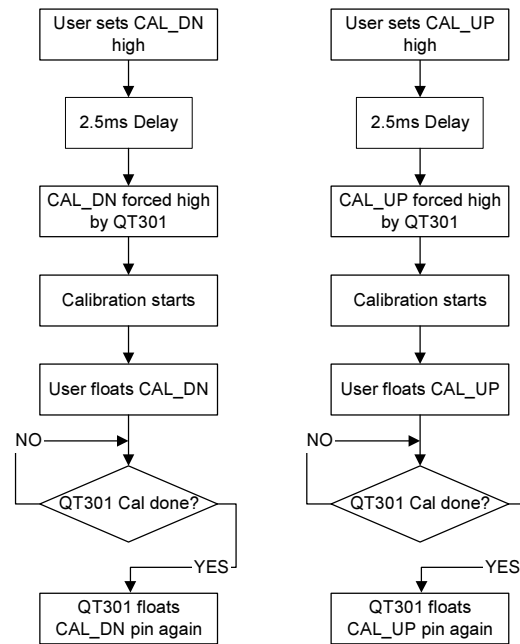 User sets CAL_DN
high
2.5ms Delay
CAL_DN forced high
by QT301
Calibration starts
User floats CAL_DN
NO
QT301 Cal done?
YES
QT301 floats
CAL_DN pin again
User sets CAL_UP
high
2.5ms Delay
CAL_UP forced high
by QT301
Calibration starts
User floats CAL_UP
NO
QT301 Cal done?
YES
QT301 floats
CAL_UP pin again